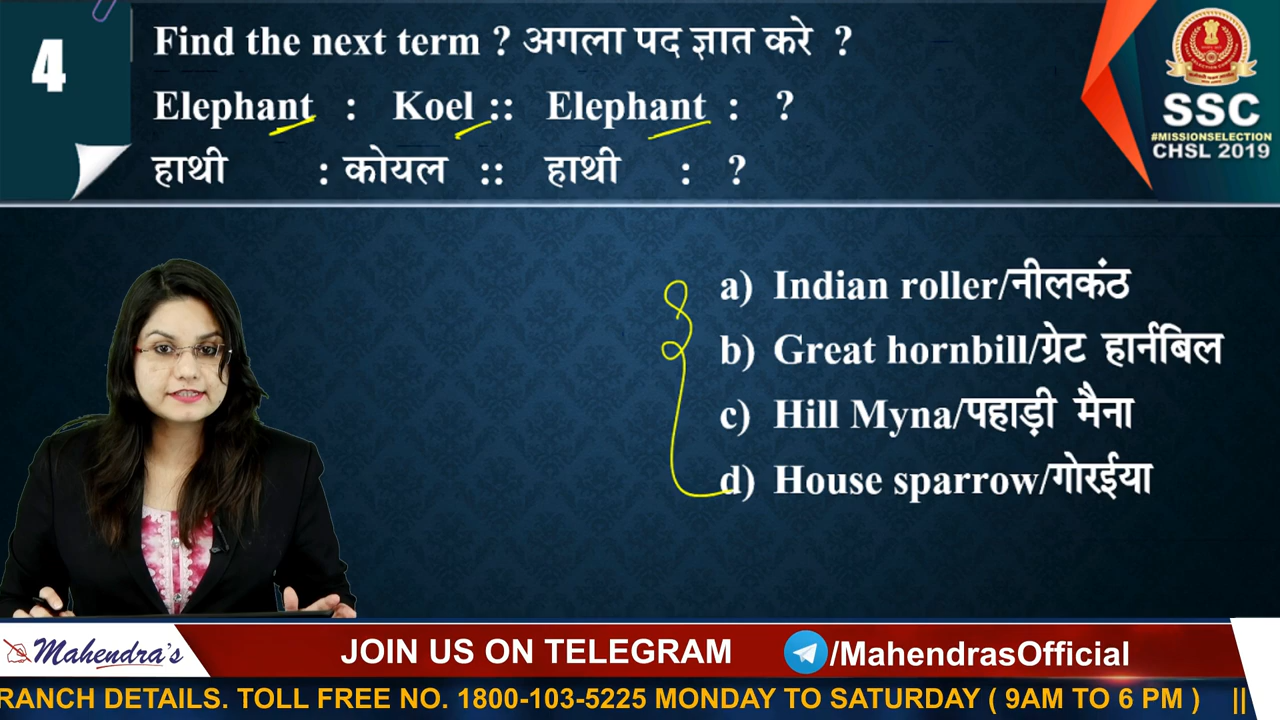 4
Find the next term ? अगला पद ज्ञात करे ?
Elephant : Koel :: Elephant : ?
हाथी : कोयल :: हाथी : ?
SSC
#MISSIONSELECTION
CHSL 2019
a) Indian roller/नीलकंठ
b) Great hornbill/ग्रेट हार्नबिल
c) Hill Myna/पहाड़ी मैना
d) House sparrow/गोरईया
Mahendra's
JOIN US ON TELEGRAM
/MahendrasOfficial
RANCH DETAILS. TOLL FREE NO. 1800-103-5225 MONDAY TO SATURDAY ( 9AM TO 6 PM ) ||